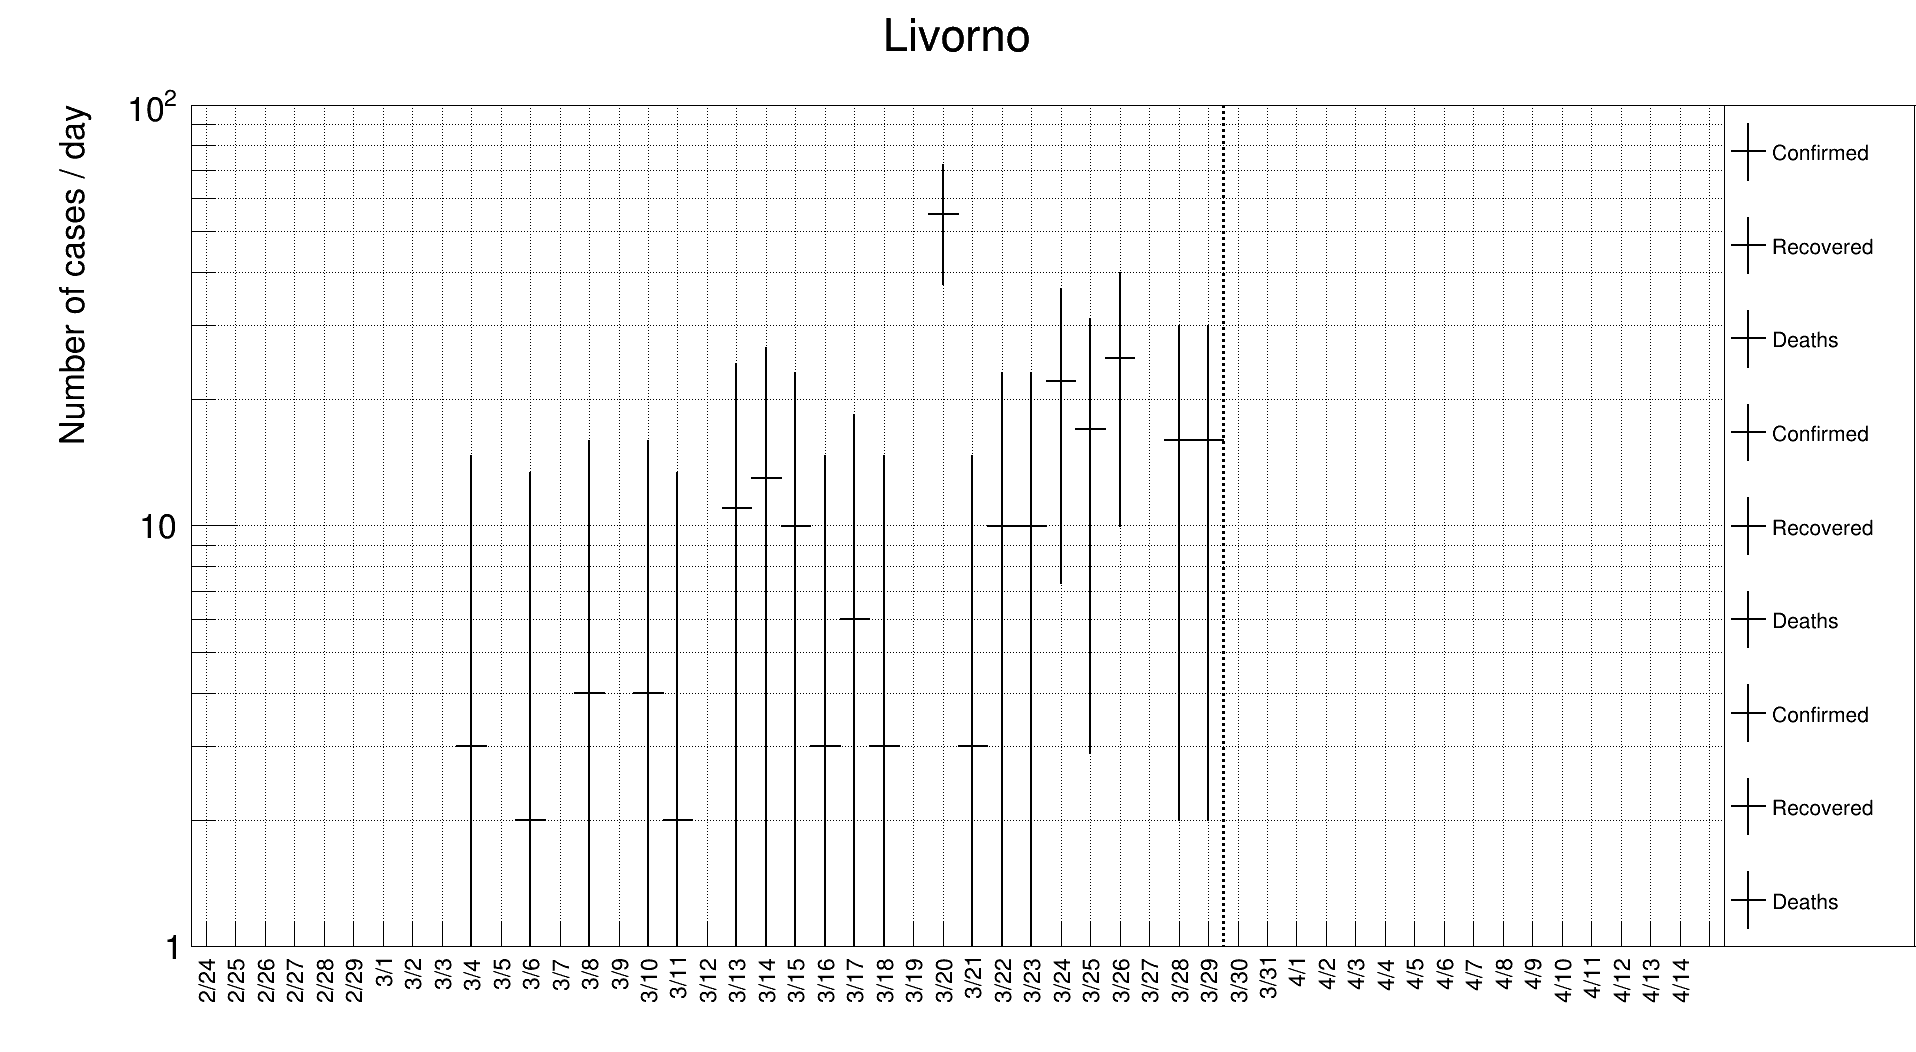 Livorno
Number of cases / day
10²
10
1
2/24 2/25 2/26 2/27 2/28 2/29 3/1 3/2 3/3 3/4 3/5 3/6 3/7 3/8 3/9 3/10 3/11 3/12 3/13 3/14 3/15 3/16 3/17 3/18 3/19 3/20 3/21 3/22 3/23 3/24 3/25 3/26 3/27 3/28 3/29 3/30 3/31 4/1 4/2 4/3 4/4 4/5 4/6 4/7 4/8 4/9 4/10 4/11 4/12 4/13 4/14
Confirmed
Recovered
Deaths
Confirmed
Recovered
Deaths
Confirmed
Recovered
Deaths